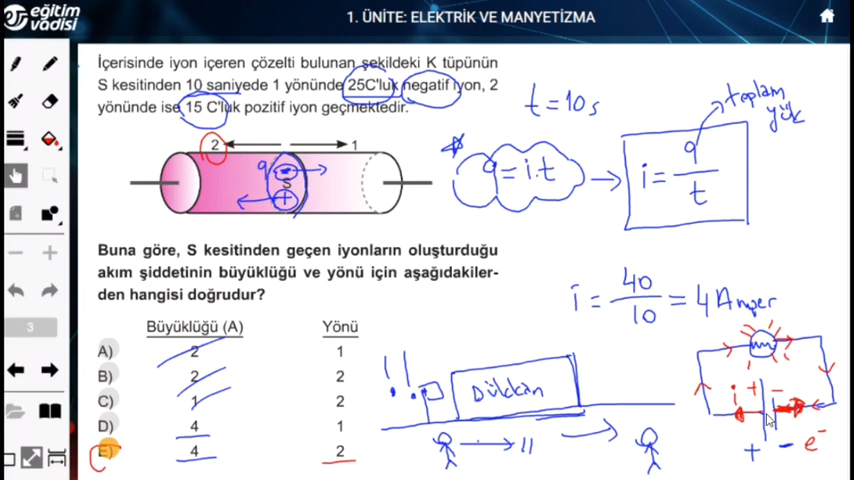 eğitim vadisi
1. ÜNİTE: ELEKTRİK VE MANYETİZMA
İçerisinde iyon içeren çözelti bulunan şekildeki K tüpünün
S kesitinden 10 saniyede 1 yönünde 25C'luk negatif iyon, 2
yönünde ise 15 C'luk pozitif iyon geçmektedir.
t = 10 s
toplam
yük
q = i.t
i = q / t
2
1
q
-
S
+
Buna göre, S kesitinden geçen iyonların oluşturduğu
akım şiddetinin büyüklüğü ve yönü için aşağıdakiler-
den hangisi doğrudur?
i = 40 / 10 = 4 Amper
Büyüklüğü (A) Yönü
A) 2 1
B) 2 2
C) 1 2
D) 4 1
E) 4 2
Dükkan
i + -
+ - e-
3